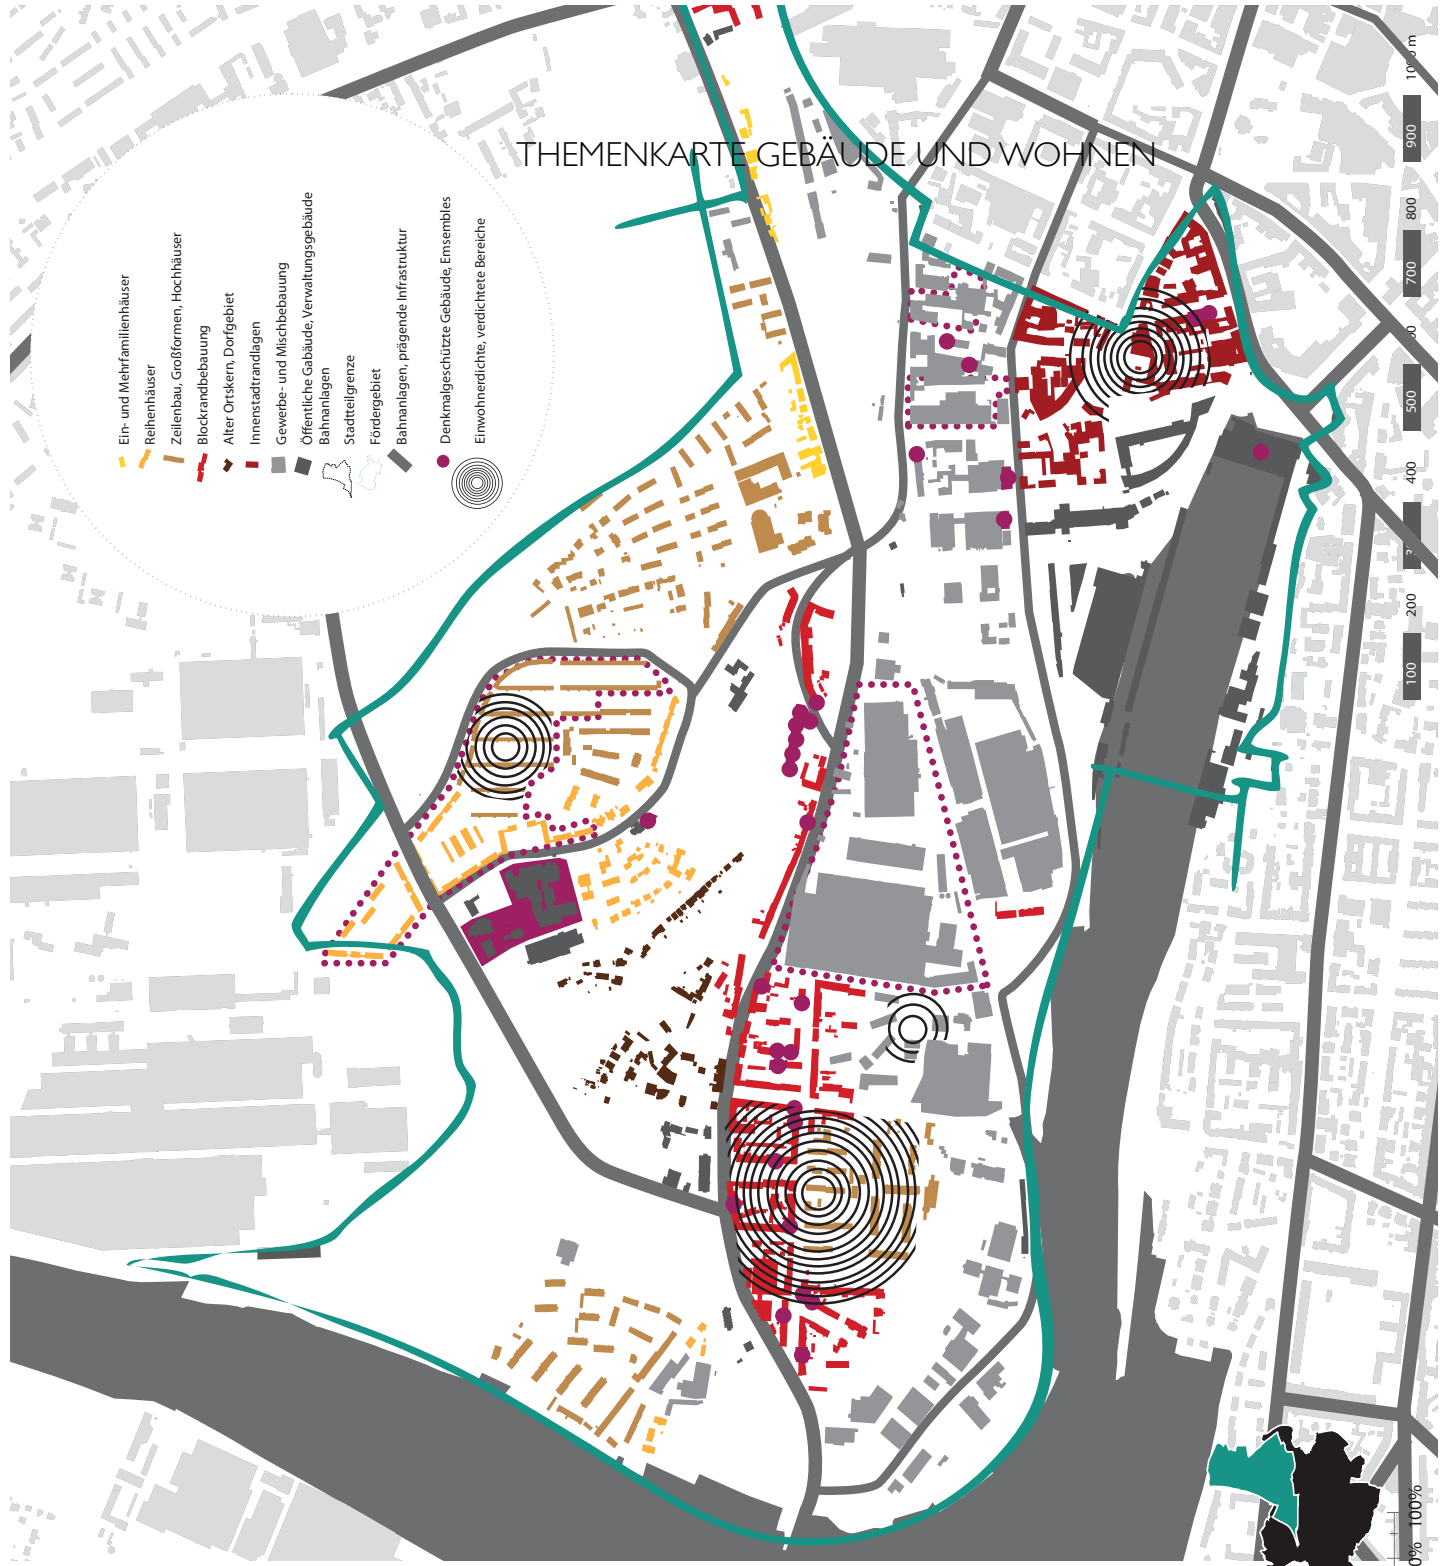 THEMENKARTE GEBÄUDE UND WOHNEN
Ein- und Mehrfamilienhäuser
Reihenhäuser
Zeilenbau, Großformen, Hochhäuser
Blockrandbebauung
Alter Ortskern, Dorfgebiet
Innenstadtrandlagen
Gewerbe- und Mischbebauung
Öffentliche Gabäude, Verwaltungsgebäude
Bahnanlagen
Stadtteilgrenze
Fördergebiet
Bahnanlagen, prägende Infrastruktur
Denkmalgeschützte Gebäude, Emsembles
Einwohnerdichte, verdichtete Bereiche
100
200
400
500
700
800
900
m
0% 100%